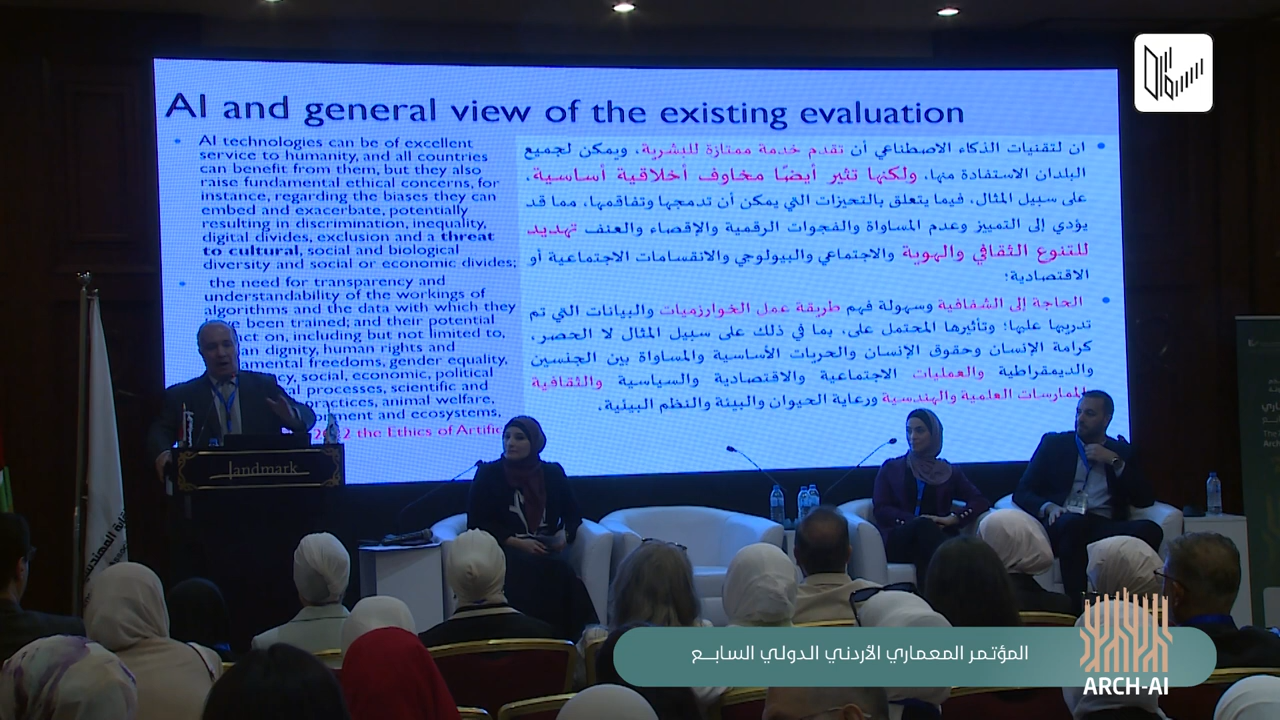 AI and general view of the existing evaluation
AI technologies can be of excellent
service to humanity, and all countries
can benefit from them, but they also
raise fundamental ethical concerns, for
instance, regarding the biases they can
embed and exacerbate, potentially
resulting in discrimination, inequality,
digital divides, exclusion and a threat
to cultural, social and biological
diversity and social or economic divides;
the need for transparency and
understandability of the workings of
algorithms and the data with which they
been trained; and their potential
on, including but not limited to,
dignity, human rights and
freedoms, gender equality,
social, economic, political
processes, scientific and
practices, animal welfare,
and ecosystems,
the Ethics of Artific
ان لتقنيات الذكاء الاصطناعي أن تقدم خدمة ممتازة للبشرية، ويمكن لجميع
البلدان الاستفادة منها، ولكنها تثير أيضًا مخاوف أخلاقية أساسية،
على سبيل المثال، فيما يتعلق بالتحيزات التي يمكن أن تدمجها وتفاقمها، مما قد
يؤدي إلى التمييز وعدم المساواة والفجوات الرقمية والإقصاء والعنف تهديد
للتنوع الثقافي والهوية والاجتماعي والبيولوجي والانقسامات الاجتماعية أو
الاقتصادية؛
الحاجة إلى الشفافية وسهولة فهم طريقة عمل الخوارزميات والبيانات التي تم
تدريبها عليها؛ وتأثيرها المحتمل على، بما في ذلك على سبيل المثال لا الحصر،
كرامة الإنسان وحقوق الإنسان والحريات الأساسية والمساواة بين الجنسين
والديمقراطية والعمليات الاجتماعية والاقتصادية والسياسية والثقافية
الممارسات العلمية والهندسية ورعاية الحيوان والبيئة والنظم البيئية.
landmark
المؤتمر المعماري الأردني الدولي السابع
ARCH-AI